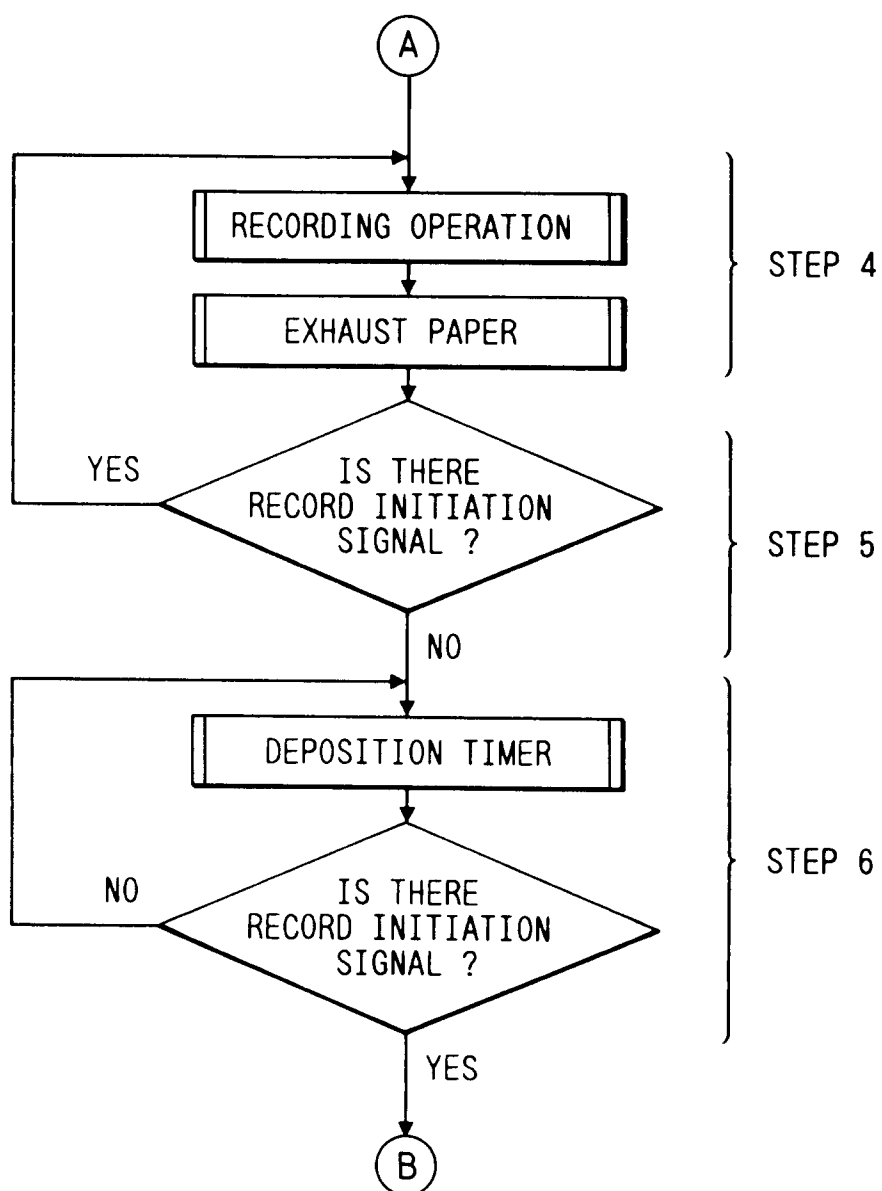 A
RECORDING OPERATION
EXHAUST PAPER
STEP 4
IS THERE
RECORD INITIATION
SIGNAL ?
YES
STEP 5
NO
DEPOSITION TIMER
STEP 6
IS THERE
RECORD INITIATION
SIGNAL ?
NO
YES
B